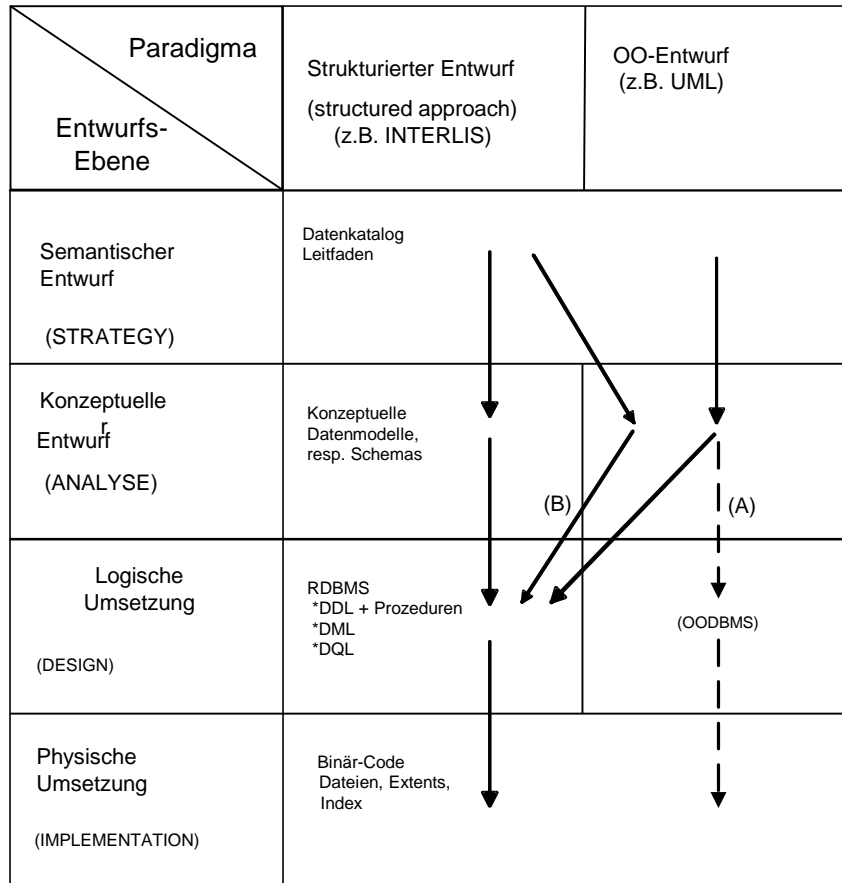 Paradigma
Entwurfs-
Ebene
Strukturierter Entwurf
(structured approach)
(z.B. INTERLIS)
OO-Entwurf
(z.B. UML)
Semantischer
Entwurf
(STRATEGY)
Datenkatalog
Leitfaden
Konzeptuelle
r
Entwurf
(ANALYSE)
Konzeptuelle
Datenmodelle,
resp. Schemas
(B)
(A)
Logische
Umsetzung
(DESIGN)
RDBMS
*DDL + Prozeduren
*DML
*DQL
(OODBMS)
Physische
Umsetzung
(IMPLEMENTATION)
Binär-Code
Dateien, Extents,
Index